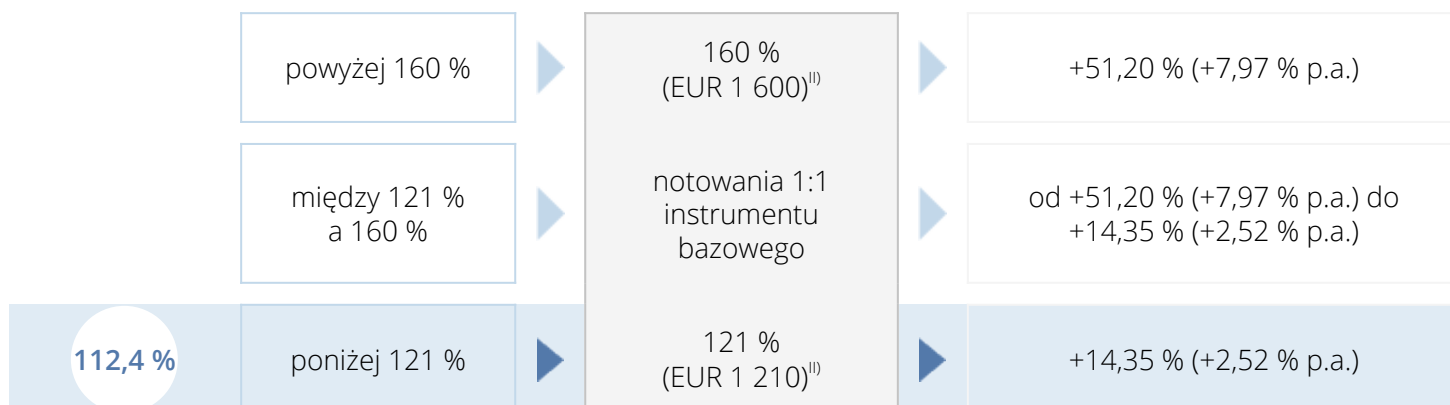 powyżej 160 %
160 %
(EUR 1 600)II)
+51,20 % (+7,97 % p.a.)
między 121 %
a 160 %
notowania 1:1
instrumentu
bazowego
od +51,20 % (+7,97 % p.a.) do
+14,35 % (+2,52 % p.a.)
112,4 %
poniżej 121 %
121 %
(EUR 1 210)II)
+14,35 % (+2,52 % p.a.)